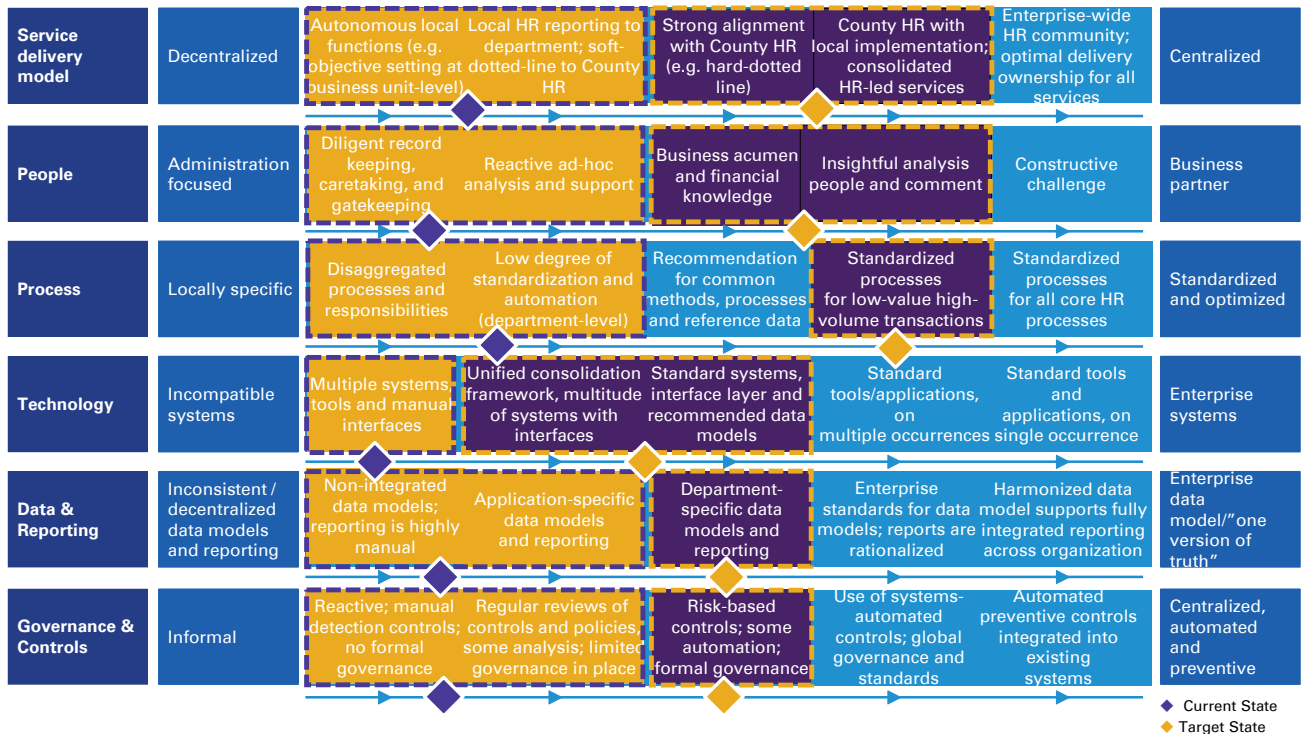 Service
delivery
model
Decentralized
Autonomous local
functions (e.g.
objective setting at
business unit-level)
Local HR reporting to
department; soft-
dotted-line to County
HR
Strong alignment
with County HR
(e.g. hard-dotted
line)
County HR with
local implementation;
consolidated
HR-led services
Enterprise-wide
HR community;
optimal delivery
ownership for all
services
Centralized
People
Administration
focused
Diligent record
keeping,
caretaking, and
gatekeeping
Reactive ad-hoc
analysis and support
Business acumen
and financial
knowledge
Insightful analysis
people and comment
Constructive
challenge
Business
partner
Process
Locally specific
Disaggregated
processes and
responsibilities
Low degree of
standardization and
automation
(department-level)
Recommendation
for common
methods, processes
and reference data
Standardized
processes
for low-value high-
volume transactions
Standardized
processes
for all core HR
processes
Standardized
and optimized
Technology
Incompatible
systems
Multiple systems,
tools and manual
interfaces
Unified consolidation
framework, multitude
of systems with
interfaces
Standard systems,
interface layer and
recommended data
models
Standard
tools/applications,
on
multiple occurrences
Standard tools
and
applications, on
single occurrence
Enterprise
systems
Data &
Reporting
Inconsistent /
decentralized
data models
and reporting
Non-integrated
data models;
reporting is highly
manual
Application-specific
data models
and reporting
Department-
specific data
models and
reporting
Enterprise
standards for data
models; reports are
rationalized
Harmonized data
model supports fully
integrated reporting
across organization
Enterprise
data
model/"one
version of
truth"
Governance &
Controls
Informal
Reactive; manual
detection controls;
no formal
governance
Regular reviews of
controls and policies,
some analysis; limited
governance in place
Risk-based
controls; some
automation;
formal governance
Use of systems-
automated
controls; global
governance and
standards
Automated
preventive controls
integrated into
existing
systems
Centralized,
automated
and
preventive
Current State
Target State